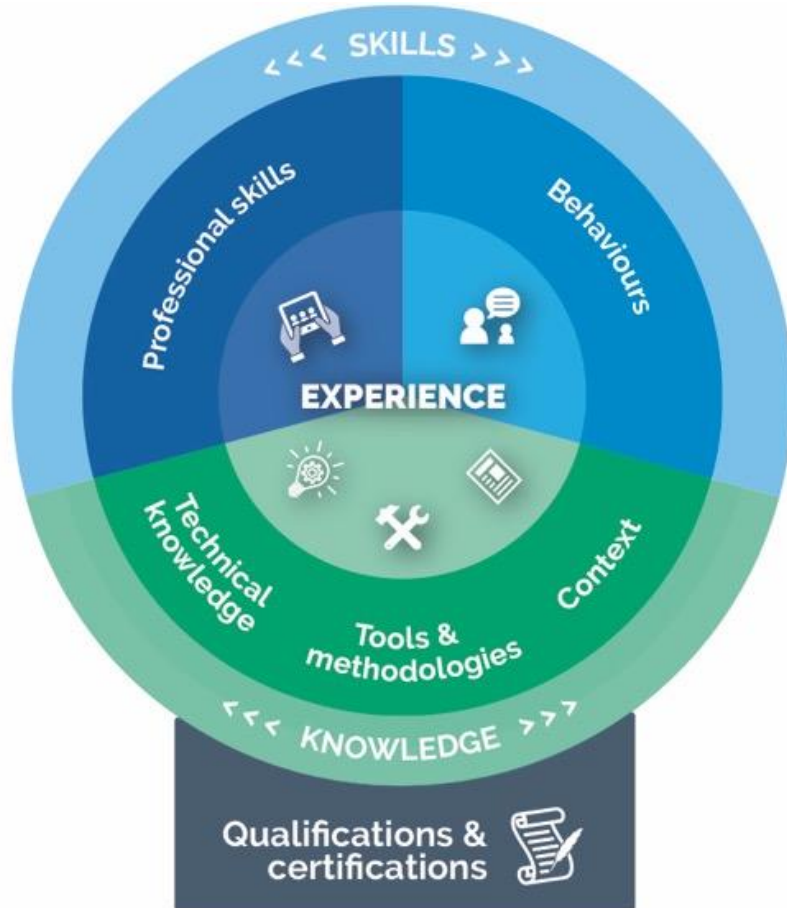 <<< SKILLS >>>
Professional skills
Behaviours
EXPERIENCE
Technical
knowledge
Tools &
methodologies
Context
<<< KNOWLEDGE >>>
Qualifications &
certifications